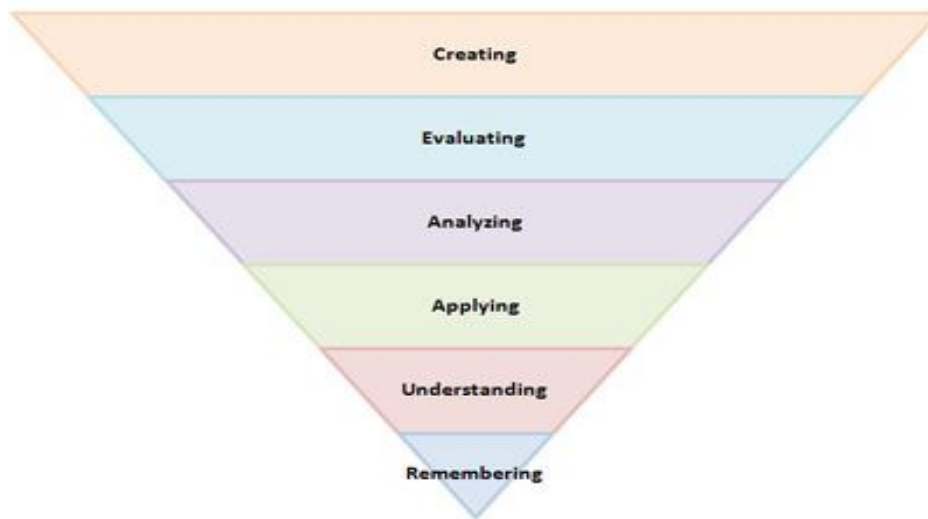 Creating
Evaluating
Analyzing
Applying
Understanding
Remembering